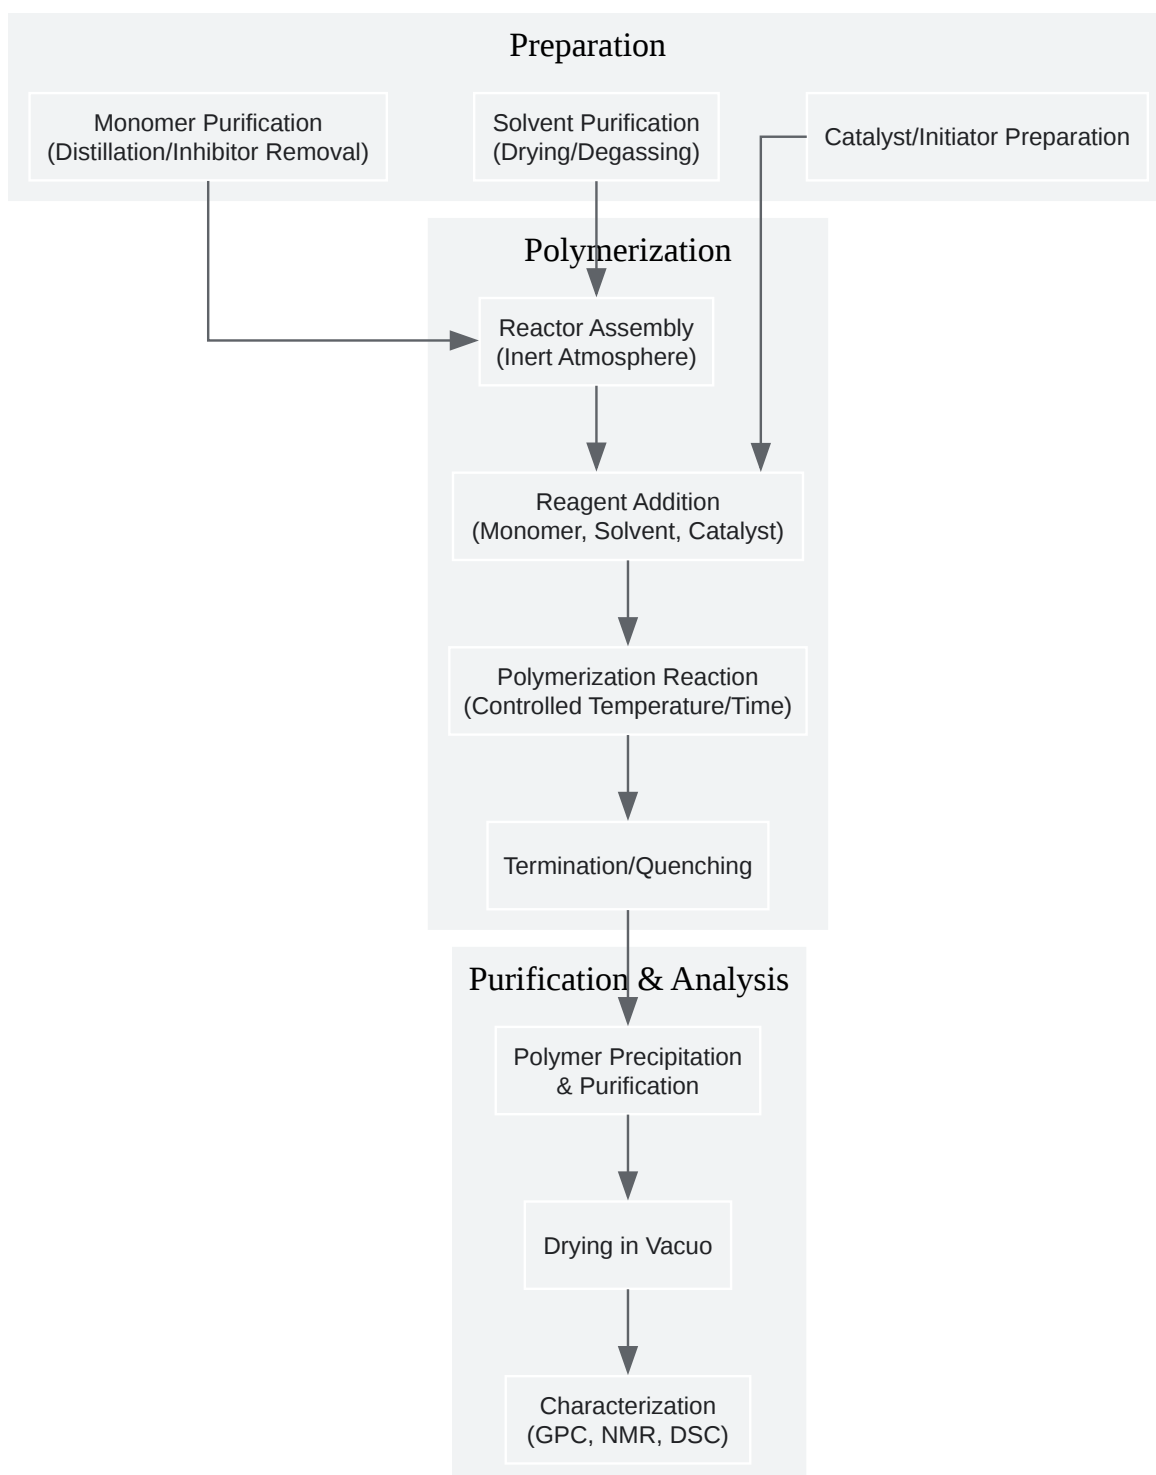 Preparation
Monomer Purification
(Distillation/Inhibitor Removal)
Solvent Purification
(Drying/Degassing)
Catalyst/Initiator Preparation
Polymerization
Reactor Assembly
(Inert Atmosphere)
Reagent Addition
(Monomer, Solvent, Catalyst)
Polymerization Reaction
(Controlled Temperature/Time)
Termination/Quenching
Purification & Analysis
Polymer Precipitation
& Purification
Drying in Vacuo
Characterization
(GPC, NMR, DSC)